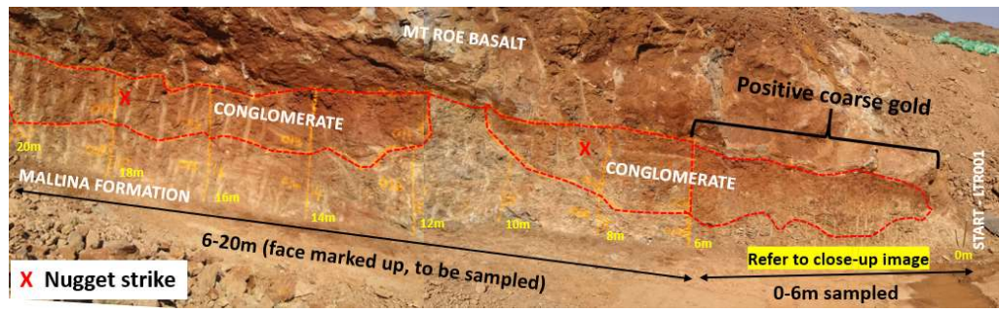 MT ROE BASALT
Positive coarse gold
CONGLOMERATE
CONGLOMERATE
20m
18m
16m
14m
12m
10m
8m
6m
0m
MALLINA FORMATION
START - LTR001
6-20m (face marked up, to be sampled)
Refer to close-up image
0-6m sampled
X Nugget strike
X
X